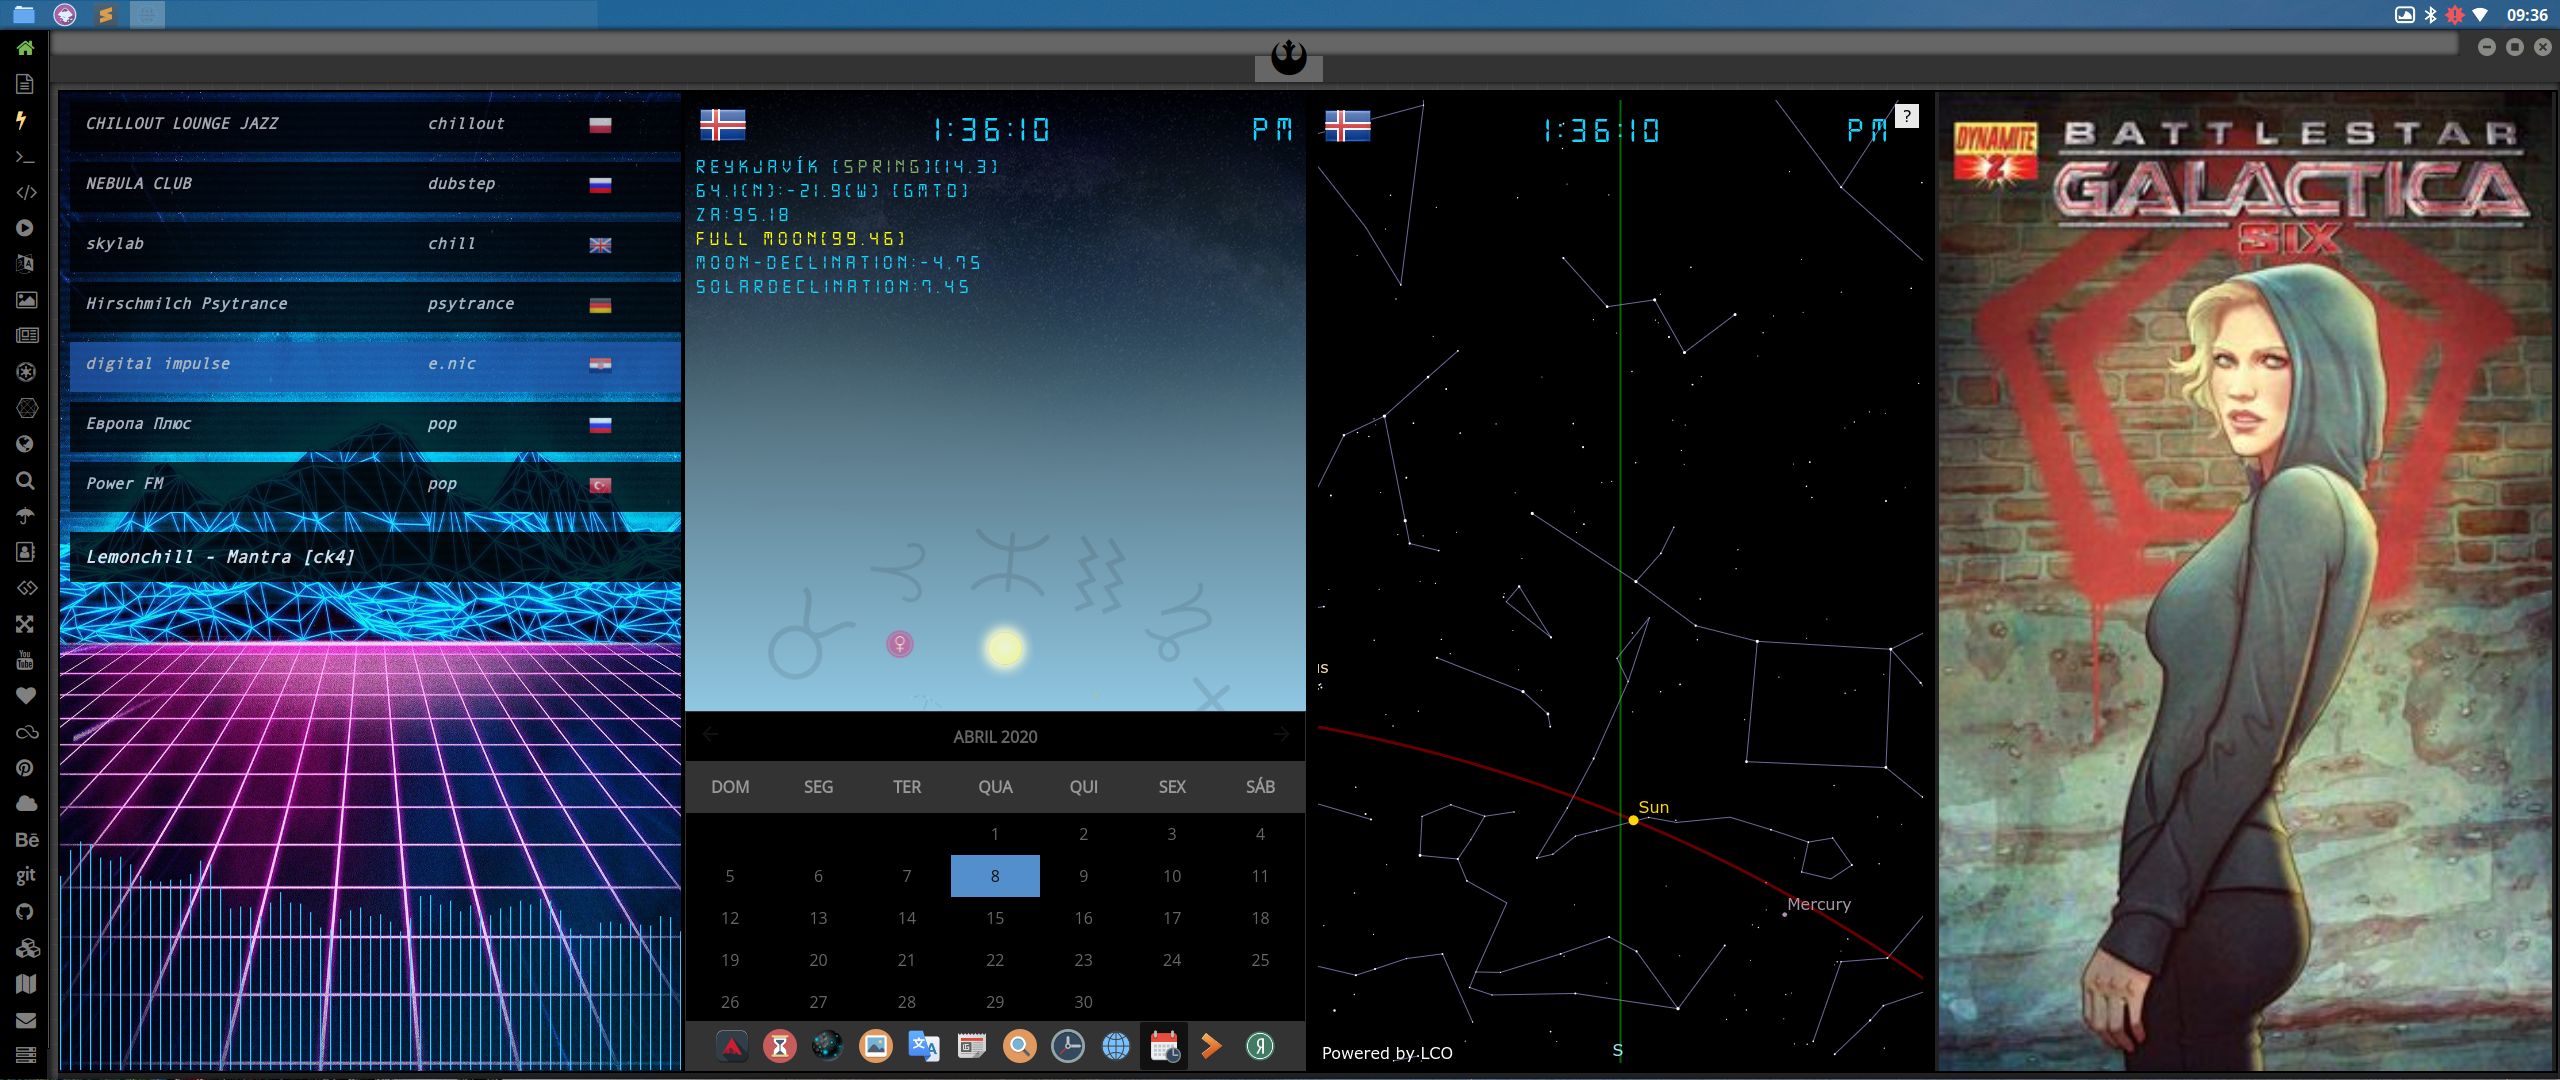 09:36
CHILLOUT LOUNGE JAZZ chillout
NEBULA CLUB dubstep
skylab chill
Hirschmilch Psytrance psytrance
digital impulse e.nic
Европа Плюс pop
Power FM pop
Lemonchill - Mantra [ck4]
You Tube
Bē
git
1:36:10 PM
REYKJAVÍK [SPRING][14.3]
64.1(N):-21.9(W) [GMT0]
ZA:95.18
FULL MOON[99.46]
MOON-DECLINATION:-4.75
SOLARDECLINATION:7.45
ABRIL 2020
DOM SEG TER QUA QUI SEX SÁB
1 2 3 4
5 6 7 8 9 10 11
12 13 14 15 16 17 18
19 20 21 22 23 24 25
26 27 28 29 30
文 A
Я
1:36:10 PM
?
Sun
Mercury
Powered by LCO
S
DYNAMITE
2
BATTLESTAR
GALACTICA
SIX